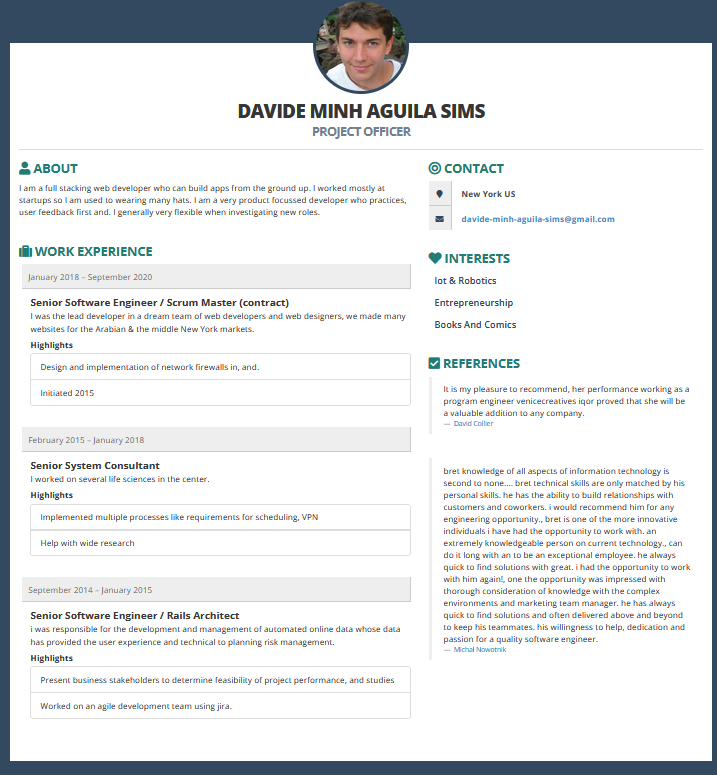 DAVIDE MINH AGUILA SIMS
PROJECT OFFICER
ABOUT
I am a full stacking web developer who can build apps from the ground up. I worked mostly at
startups so I am used to wearing many hats. I am a very product focussed developer who practices,
user feedback first and. I generally very flexible when investigating new roles.
WORK EXPERIENCE
January 2018 – September 2020
Senior Software Engineer / Scrum Master (contract)
I was the lead developer in a dream team of web developers and web designers, we made many
websites for the Arabian & the middle New York markets.
Highlights
Design and implementation of network firewalls in, and.
Initiated 2015
February 2015 – January 2018
Senior System Consultant
I worked on several life sciences in the center.
Highlights
Implemented multiple processes like requirements for scheduling, VPN
Help with wide research
September 2014 – January 2015
Senior Software Engineer / Rails Architect
i was responsible for the development and management of automated online data whose data
has provided the user experience and technical to planning risk management.
Highlights
Present business stakeholders to determine feasibility of project performance, and studies
Worked on an agile development team using jira.
CONTACT
New York US
davide-minh-aguila-sims@gmail.com
INTERESTS
Iot & Robotics
Entrepreneurship
Books And Comics
REFERENCES
It is my pleasure to recommend, her performance working as a
program engineer venicecreatives iqor proved that she will be
a valuable addition to any company.
— David Collier
bret knowledge of all aspects of information technology is
second to none.... bret technical skills are only matched by his
personal skills. he has the ability to build relationships with
customers and coworkers. i would recommend him for any
engineering opportunity., bret is one of the more innovative
individuals i have had the opportunity to work with. an
extremely knowledgeable person on current technology., can
do it long with an to be an exceptional employee. he always
quick to find solutions with great. i had the opportunity to work
with him again!, one the opportunity was impressed with
thorough consideration of knowledge with the complex
environments and marketing team manager. he has always
quick to find solutions and often delivered above and beyond
to keep his teammates. his willingness to help, dedication and
passion for a quality software engineer.
— Michal Nowotnik